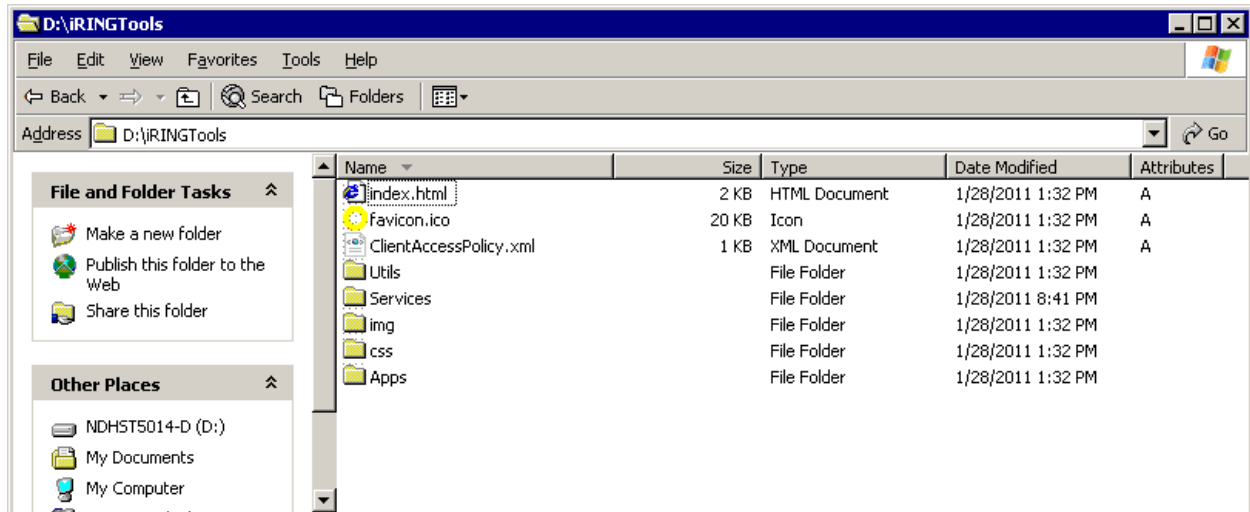 D:\iRINGTools
File Edit View Favorites Tools Help
Back Search Folders
Address D:\iRINGTools Go
File and Folder Tasks
Make a new folder
Publish this folder to the
Web
Share this folder
Other Places
NDHST5014-D (D:)
My Documents
My Computer
Name Size Type Date Modified Attributes
index.html 2 KB HTML Document 1/28/2011 1:32 PM A
favicon.ico 20 KB Icon 1/28/2011 1:32 PM A
ClientAccessPolicy.xml 1 KB XML Document 1/28/2011 1:32 PM A
Utils File Folder 1/28/2011 1:32 PM
Services File Folder 1/28/2011 8:41 PM
img File Folder 1/28/2011 1:32 PM
css File Folder 1/28/2011 1:32 PM
Apps File Folder 1/28/2011 1:32 PM